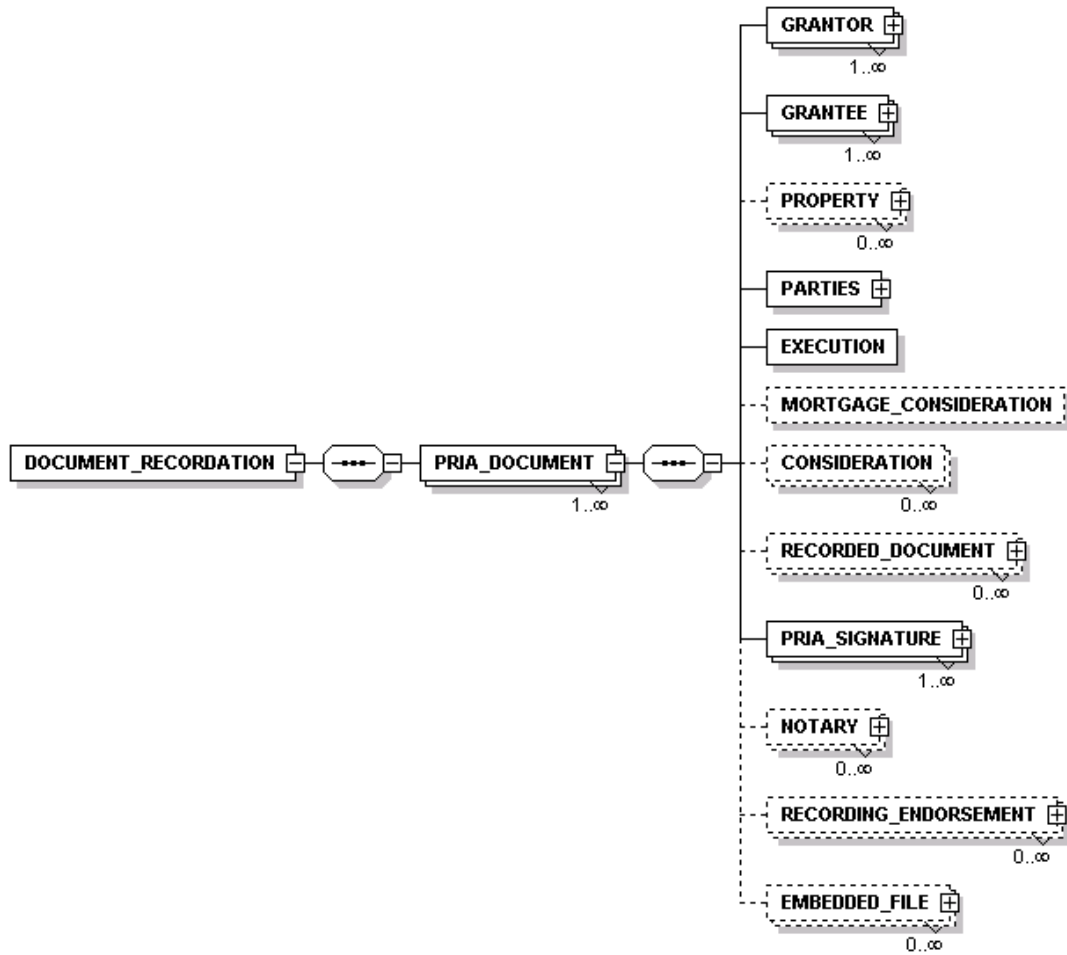 GRANTOR
1..∞
GRANTEE
1..∞
PROPERTY
0..∞
PARTIES
EXECUTION
MORTGAGE_CONSIDERATION
DOCUMENT_RECORDATION
PRIA_DOCUMENT
1..∞
CONSIDERATION
0..∞
RECORDED_DOCUMENT
0..∞
PRIA_SIGNATURE
1..∞
NOTARY
0..∞
RECORDING_ENDORSEMENT
0..∞
EMBEDDED_FILE
0..∞